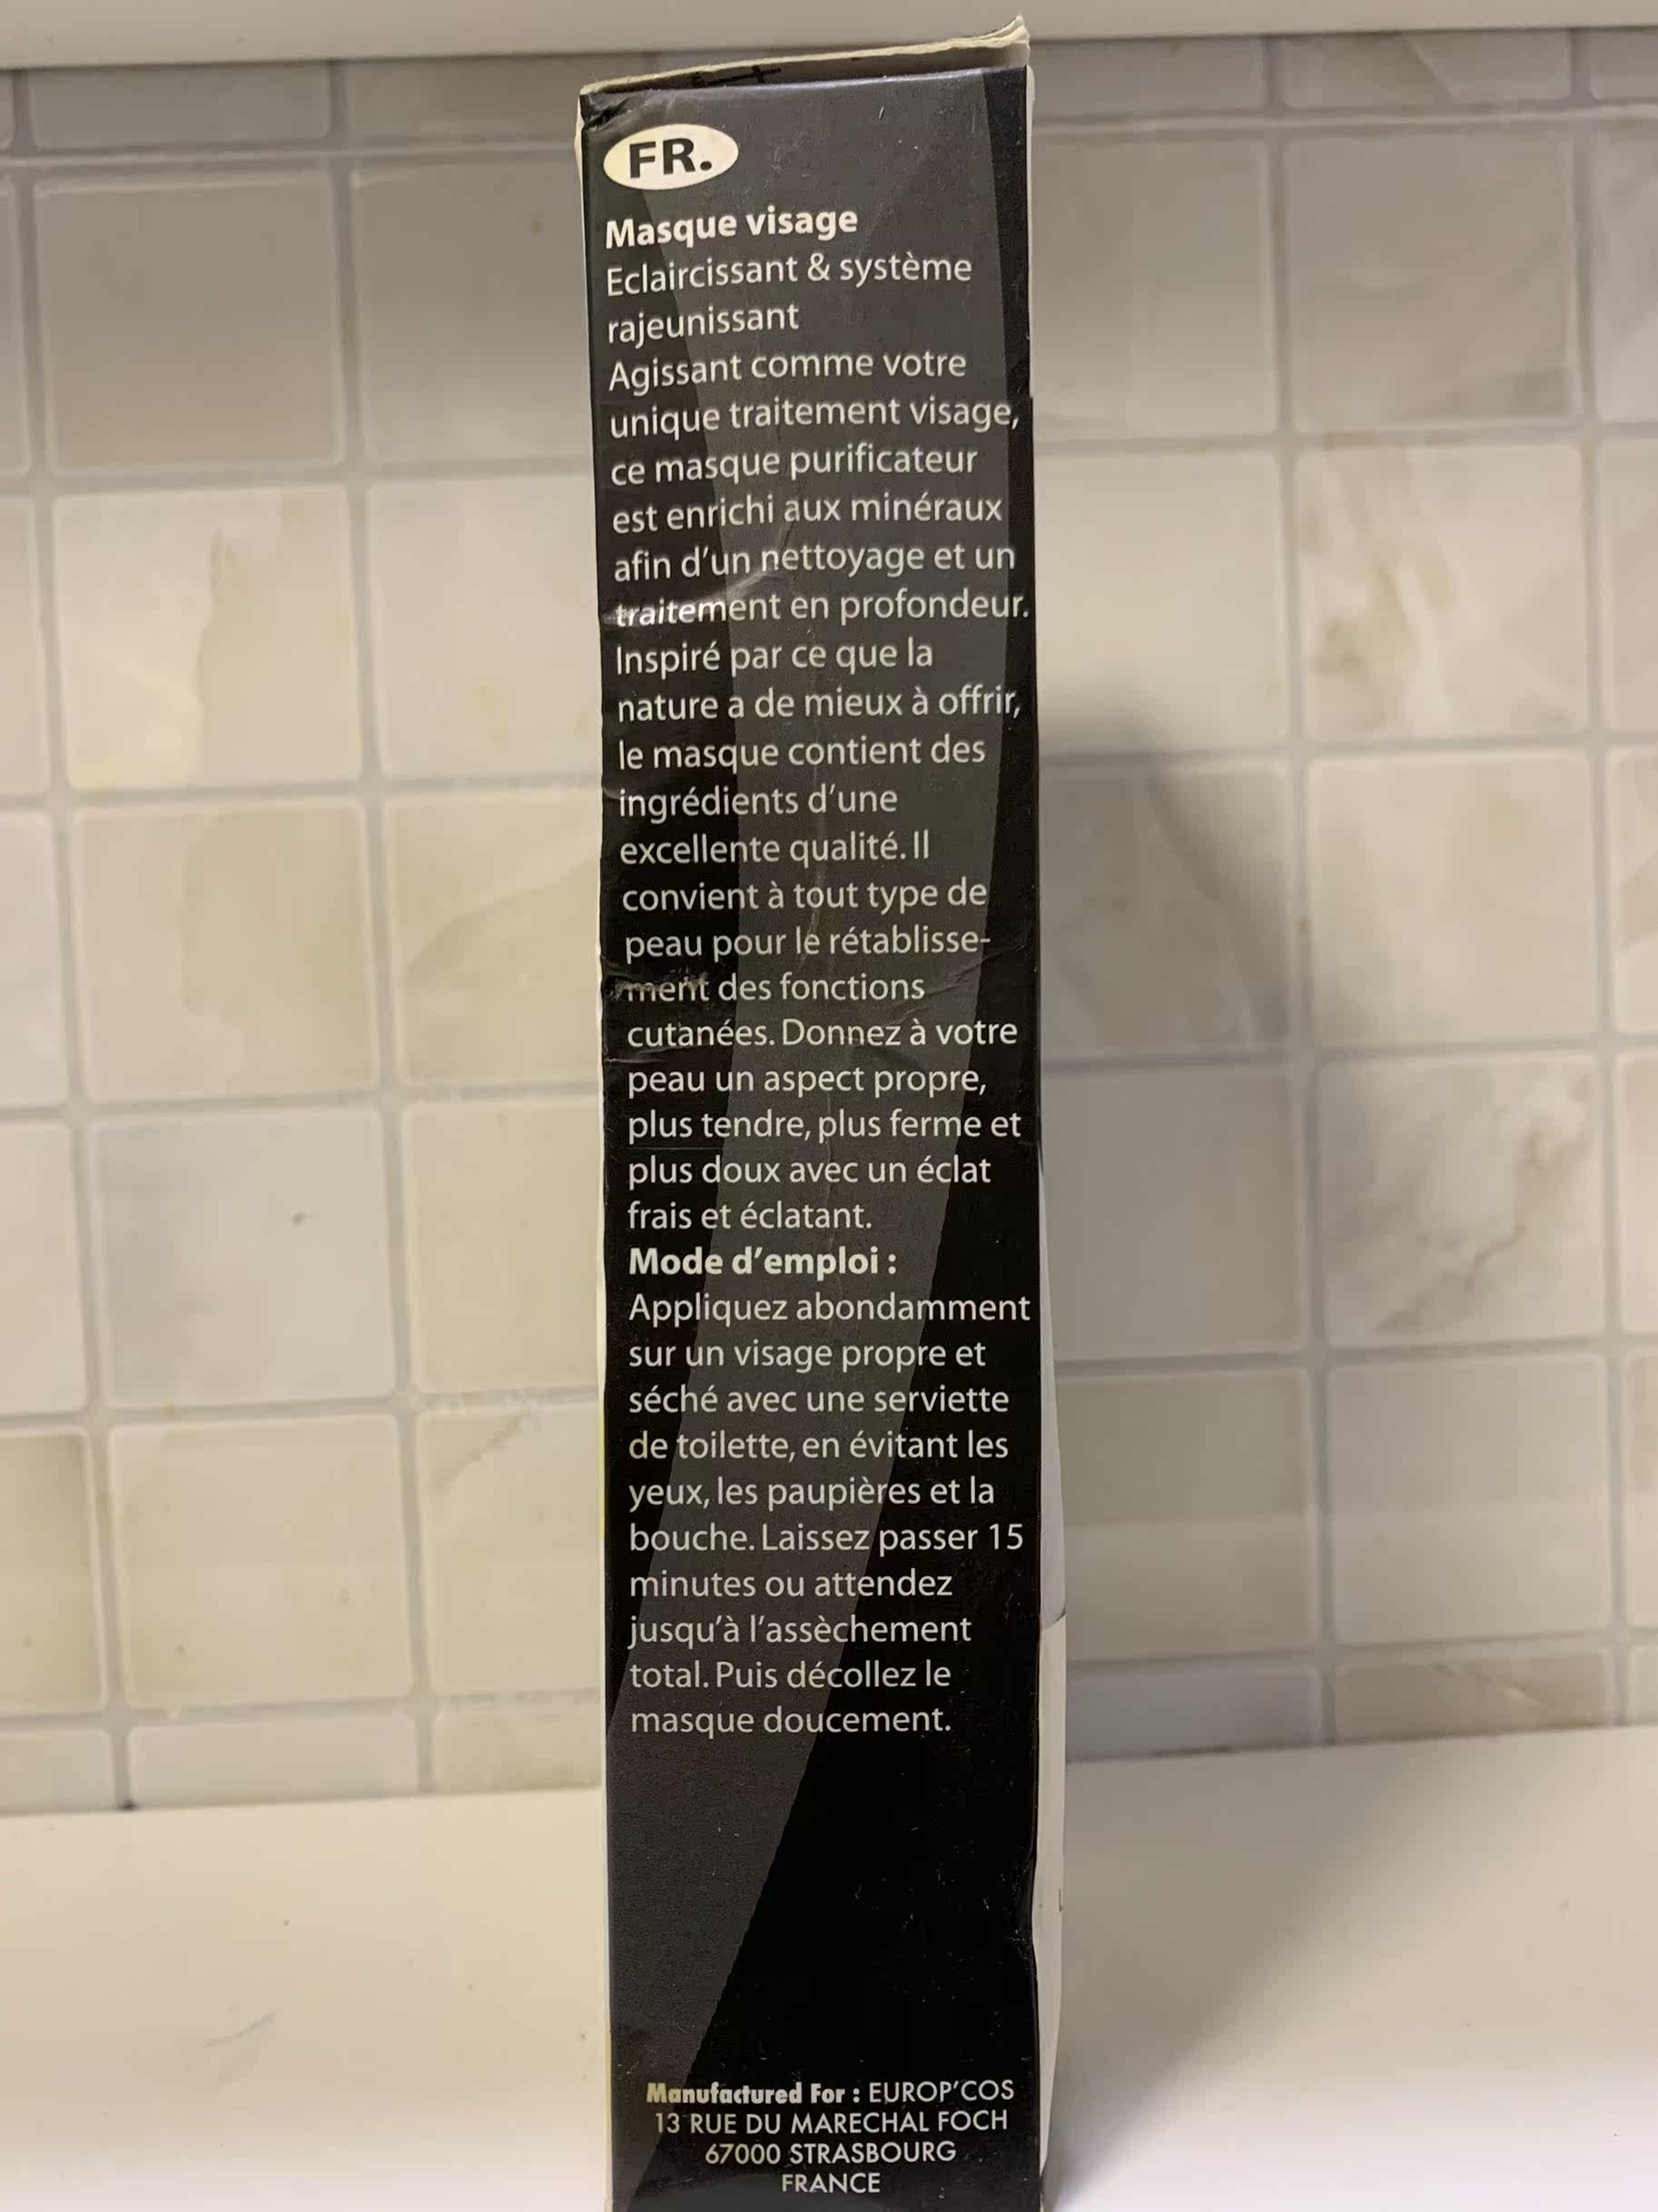 FR.
Masque visage
Eclaircissant & système
rajeunissant
Agissant comme votre
unique traitement visage,
ce masque purificateur
est enrichi aux minéraux
afin d'un nettoyage et un
traitement en profondeur.
Inspiré par ce que la
nature a de mieux à offrir,
le masque contient des
ingrédients d'une
excellente qualité. Il
convient à tout type de
peau pour le rétablisse-
ment des fonctions
cutanées. Donnez à votre
peau un aspect propre,
plus tendre, plus ferme et
plus doux avec un éclat
frais et éclatant.
Mode d'emploi :
Appliquez abondamment
sur un visage propre et
séché avec une serviette
de toilette, en évitant les
yeux, les paupières et la
bouche. Laissez passer 15
minutes ou attendez
jusqu'à l'assèchement
total. Puis décollez le
masque doucement.
Manufactured For : EUROP'COS
13 RUE DU MARECHAL FOCH
67000 STRASBOURG
FRANCE